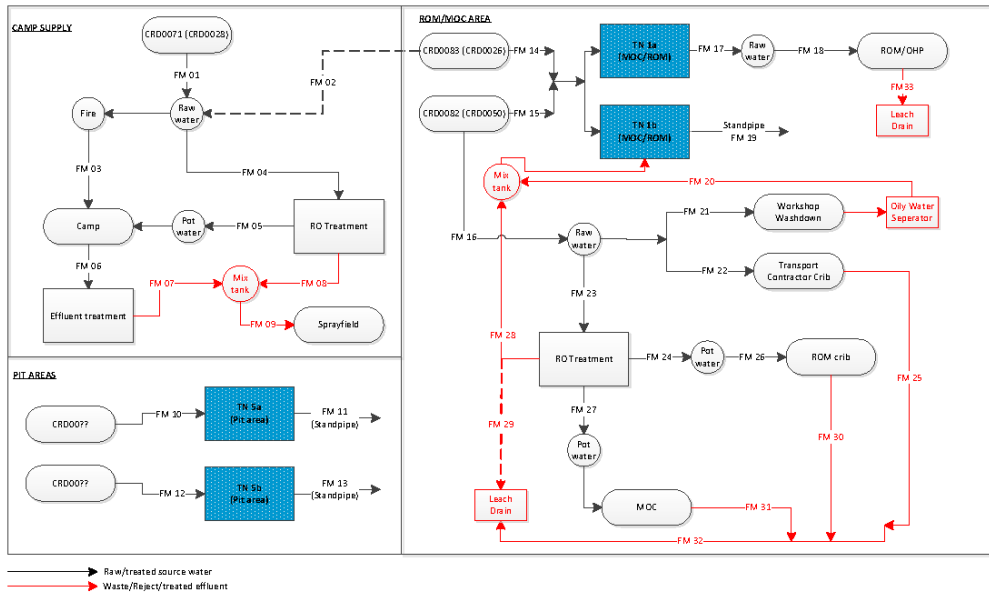 CAMP SUPPLY
CRD0071 (CRD0028)
FM 01
FM 02
Fire
Raw
water
FM 03
FM 04
Camp
Pot
water
FM 05
RO Treatment
FM 06
FM 07
Mix
tank
FM 08
Effluent treatment
FM 09
Sprayfield
PIT AREAS
CRD00??
FM 10
TN 5a
(Pit area)
FM 11
(Standpipe)
CRD00??
FM 12
TN 5b
(Pit area)
FM 13
(Standpipe)
ROM/MOC AREA
CRD0083 (CRD0026)
FM 14
TN 1a
(MOC/ROM)
FM 17
Raw
water
FM 18
ROM/OHP
FM 33
Leach
Drain
CRD0082 (CRD0050)
FM 15
TN 1b
(MOC/ROM)
Standpipe
FM 19
Mix
tank
FM 20
FM 21
Workshop
Washdown
Oily Water
Seperator
FM 16
Raw
water
FM 22
Transport
Contractor Crib
FM 23
FM 28
RO Treatment
FM 24
Pot
water
FM 26
ROM crib
FM 25
FM 27
FM 29
FM 30
Pot
water
Leach
Drain
MOC
FM 31
FM 32
Raw/treated source water
Waste/Reject/treated effluent